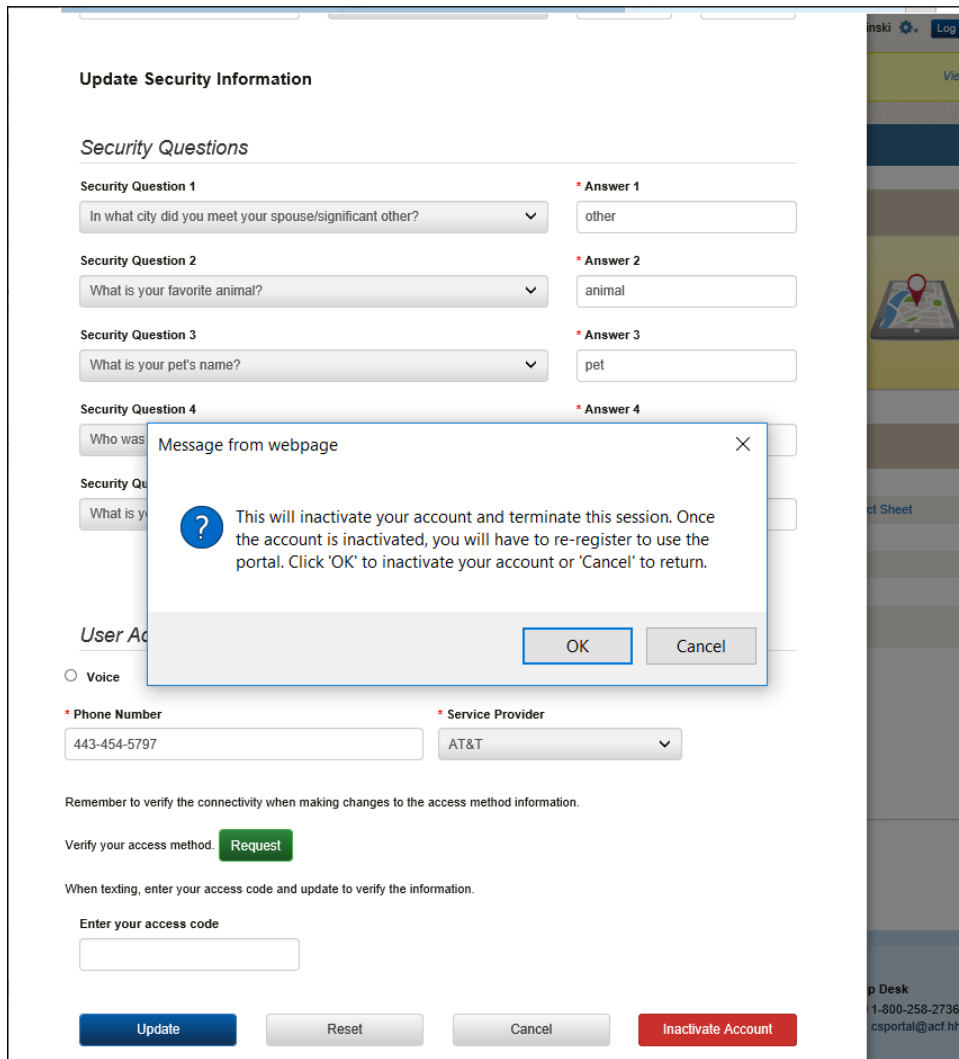 inski
Log
Vie
Update Security Information
Security Questions
Security Question 1
* Answer 1
In what city did you meet your spouse/significant other?
other
Security Question 2
* Answer 2
What is your favorite animal?
animal
Security Question 3
* Answer 3
What is your pet's name?
pet
Security Question 4
* Answer 4
Who was
Message from webpage
Security Qu
What is y
ct Sheet
?
This will inactivate your account and terminate this session. Once
the account is inactivated, you will have to re-register to use the
portal. Click 'OK' to inactivate your account or 'Cancel' to return.
OK
Cancel
User Ac
Voice
* Phone Number
* Service Provider
443-454-5797
AT&T
Remember to verify the connectivity when making changes to the access method information.
Verify your access method. Request
When texting, enter your access code and update to verify the information.
Enter your access code
p Desk
1-800-258-2736
csportal@acf.hh
Update
Reset
Cancel
Inactivate Account